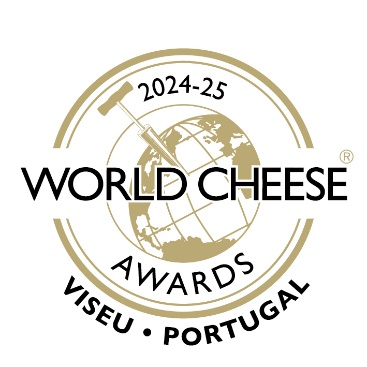 2024-25
WORLD CHEESE®
AWARDS
VISEU • PORTUGAL